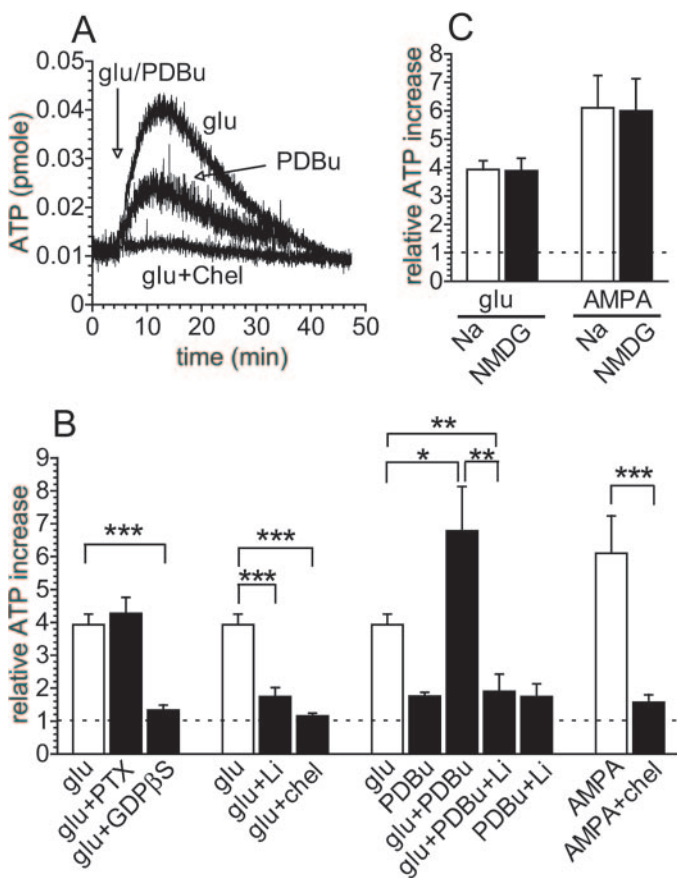 A
ATP (pmole)
0.05
0.04
0.03
0.02
0.01
0
glu/PDBu
glu
PDBu
glu+Chel
0 10 20 30 40 50
time (min)
C
relative ATP increase
8
7
6
5
4
3
2
1
0
glu AMPA
Na NMDG Na NMDG
B
relative ATP increase
9
8
7
6
5
4
3
2
1
0
***
***
***
**
*
**
***
glu
glu+PTX
glu+GDPβS
glu
glu+Li
glu+chel
glu
PDBu
glu+PDBu
glu+PDBu+Li
PDBu+Li
AMPA
AMPA+chel